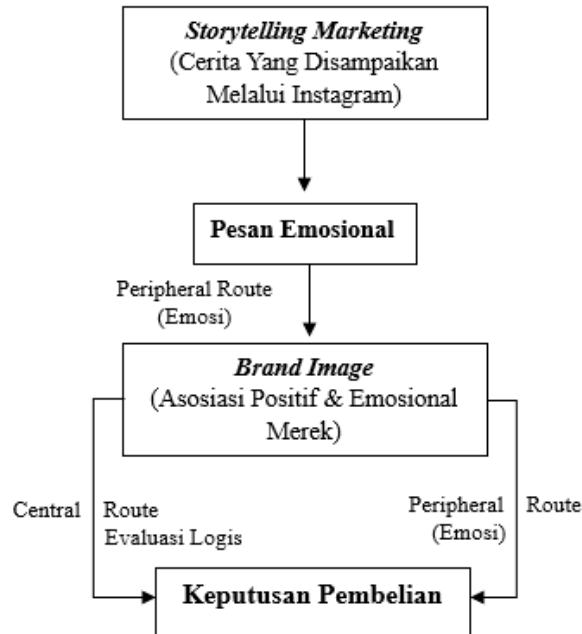 Storytelling Marketing
(Cerita Yang Disampaikan
Melalui Instagram)
Pesan Emosional
Peripheral Route
(Emosi)
Brand Image
(Asosiasi Positif & Emosional
Merek)
Central Route
Evaluasi Logis
Peripheral Route
(Emosi)
Keputusan Pembelian